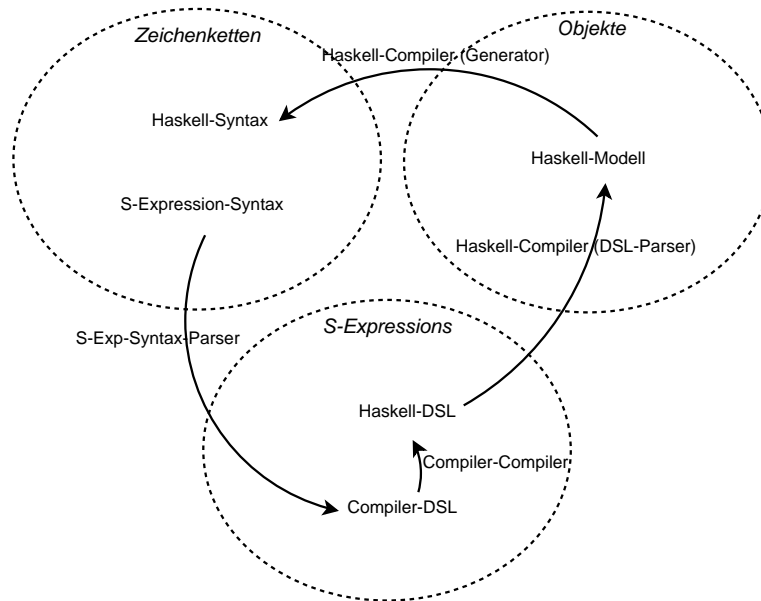 Zeichenketten
Objekte
Haskell-Compiler (Generator)
Haskell-Syntax
Haskell-Modell
S-Expression-Syntax
Haskell-Compiler (DSL-Parser)
S-Expressions
S-Exp-Syntax-Parser
Haskell-DSL
Compiler-Compiler
Compiler-DSL